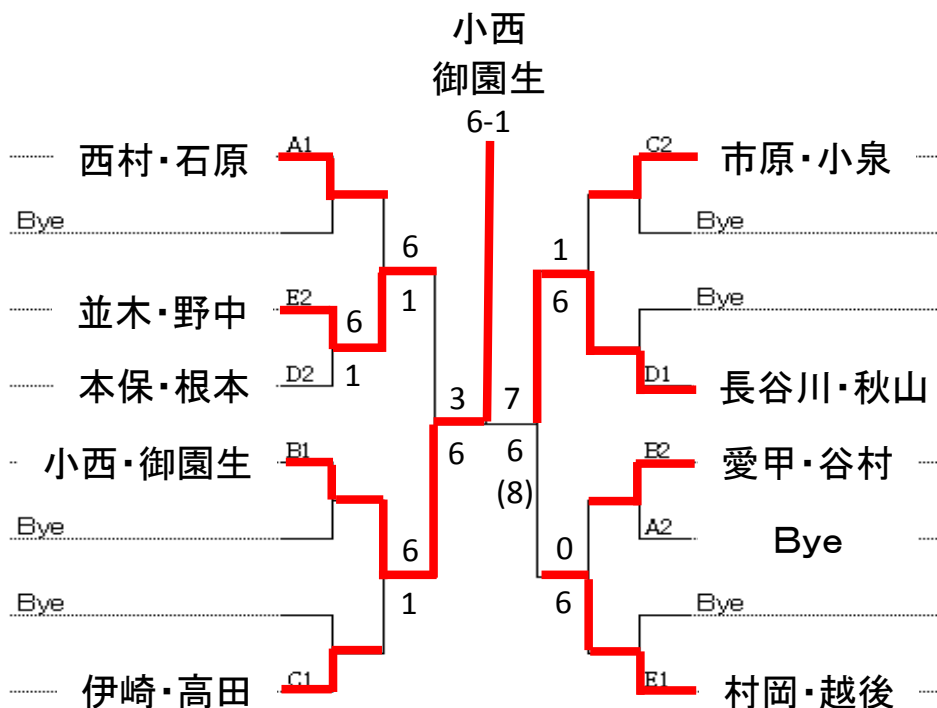 小西
御園生
6-1
西村・石原
A1
C2
市原・小泉
Bye
Bye
6
1
1
6
並木・野中
E2
Bye
6
1
本保・根本
D2
D1
長谷川・秋山
3
6
7
6
(8)
小西・御園生
B1
B2
愛甲・谷村
Bye
A2
Bye
6
1
0
6
Bye
Bye
伊崎・高田
C1
E1
村岡・越後